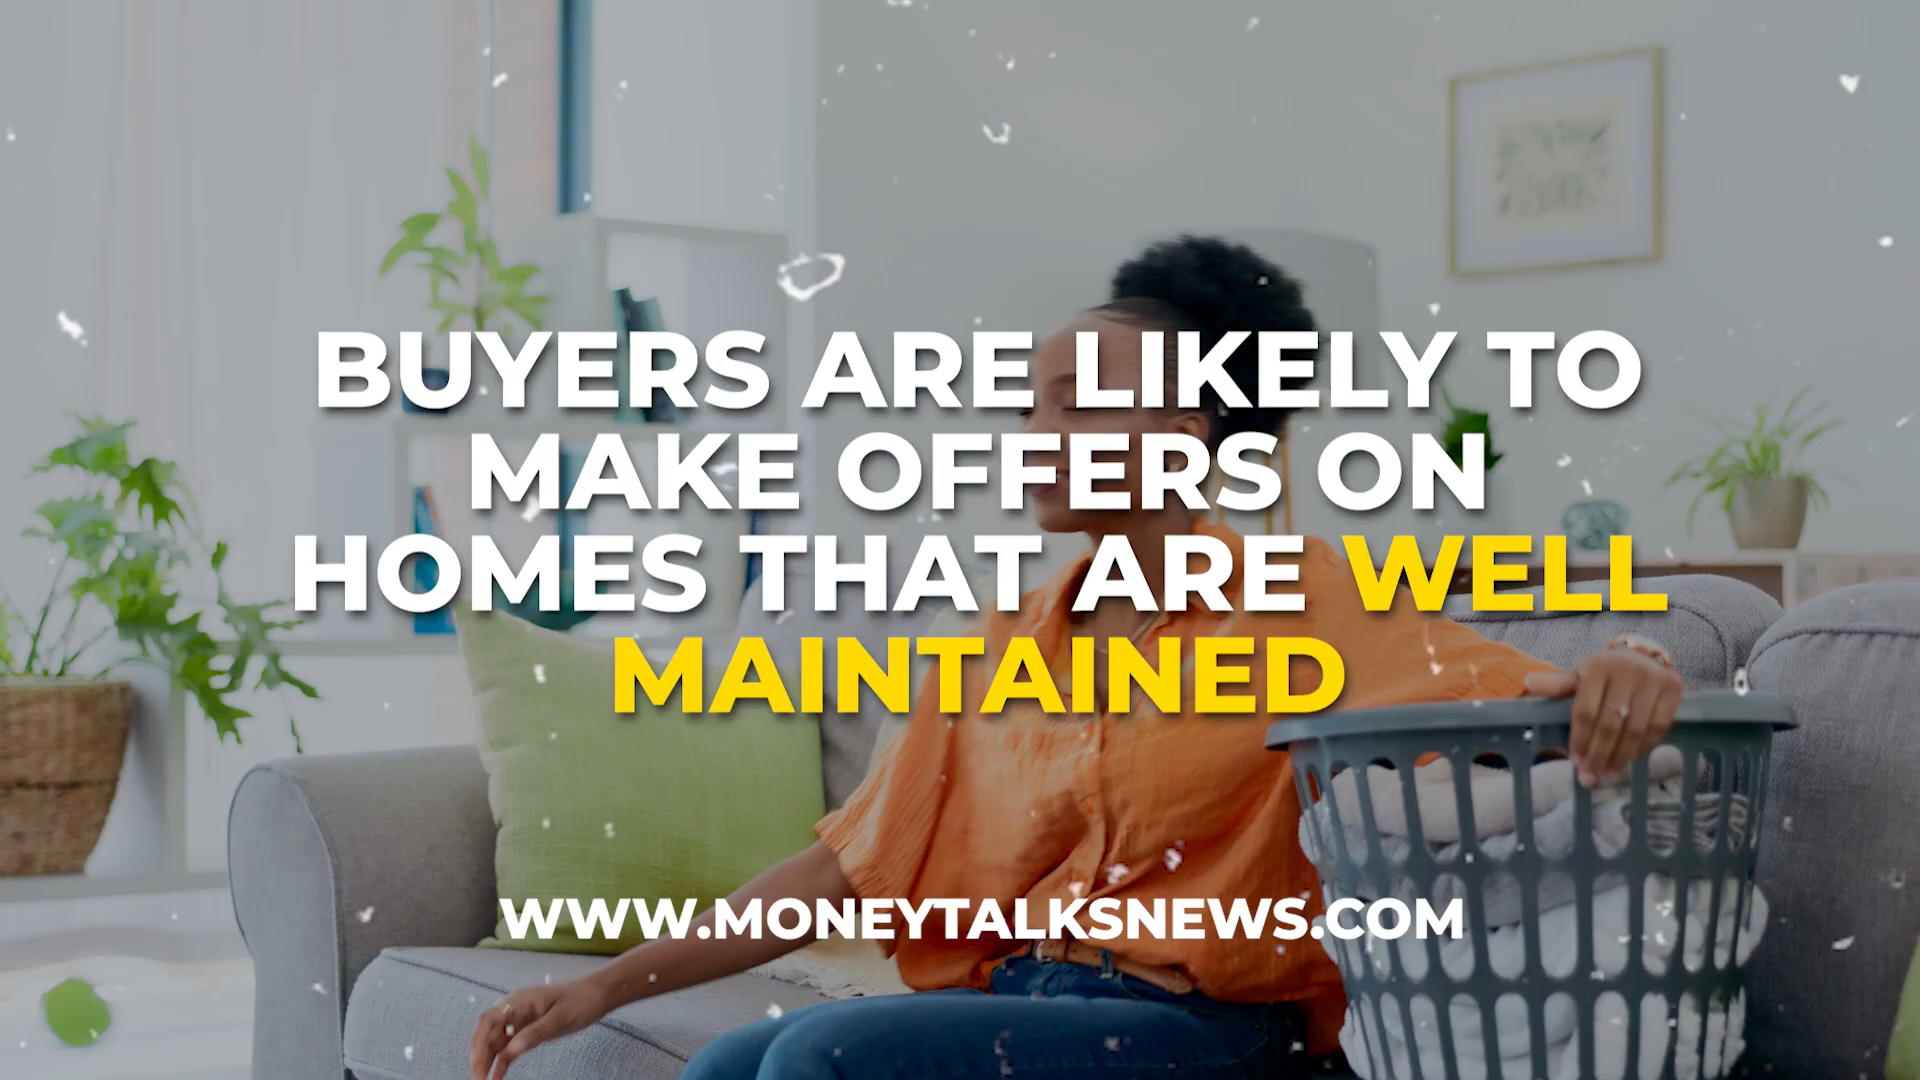 BUYERS ARE LIKELY TO
MAKE OFFERS ON
HOMES THAT ARE WELL
MAINTAINED
WWW.MONEYTALKSNEWS.COM